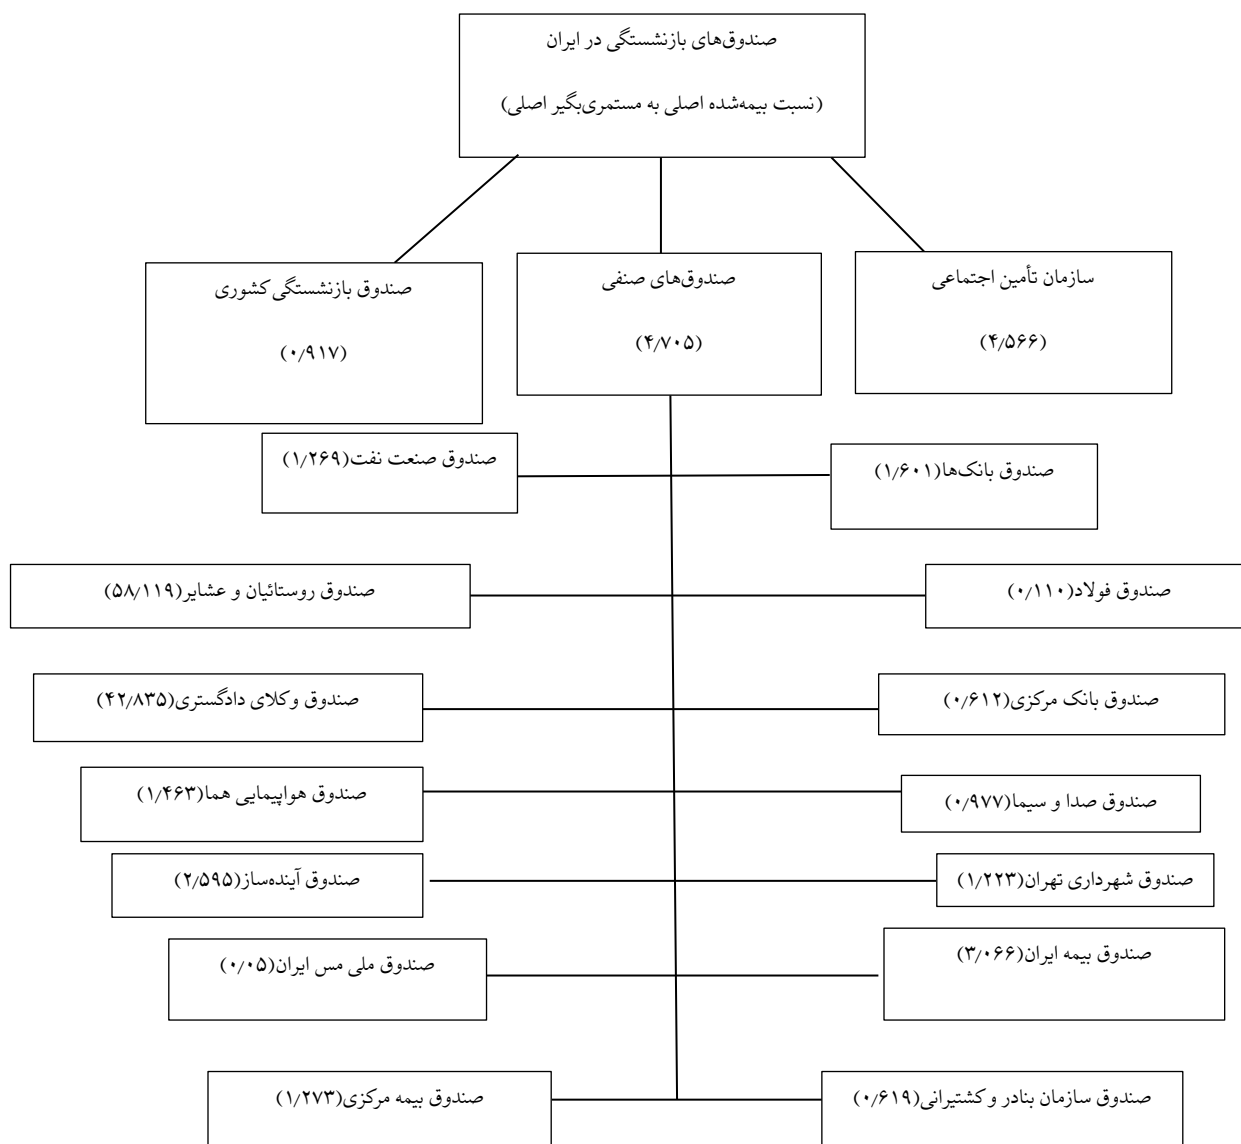 صندوق‌های بازنشستگی در ایران
(نسبت بیمه‌شده اصلی به مستمری‌بگیر اصلی)
سازمان تأمین اجتماعی
(۴٫۵۶۶)
صندوق‌های صنفی
(۴٫۷۰۵)
صندوق بازنشستگی کشوری
(۰٫۹۱۷)
صندوق بانک‌ها(۱٫۶۰۱)
صندوق صنعت نفت(۱٫۲۶۹)
صندوق فولاد(۰٫۱۱۰)
صندوق روستائیان و عشایر(۵۸٫۱۱۹)
صندوق بانک مرکزی(۰٫۶۱۲)
صندوق وکلای دادگستری(۴۲٫۸۳۵)
صندوق صدا و سیما(۰٫۹۷۷)
صندوق هواپیمایی هما(۱٫۴۶۳)
صندوق شهرداری تهران(۱٫۲۲۳)
صندوق آینده‌ساز(۲٫۵۹۵)
صندوق بیمه ایران(۳٫۰۶۶)
صندوق ملی مس ایران(۰٫۰۵)
صندوق سازمان بنادر و کشتیرانی(۰٫۶۱۹)
صندوق بیمه مرکزی(۱٫۲۷۳)